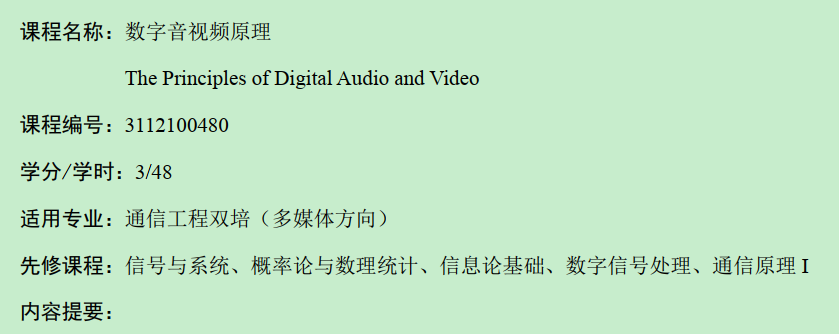 课程名称：数字音视频原理
The Principles of Digital Audio and Video
课程编号：3112100480
学分/学时：3/48
适用专业：通信工程双培（多媒体方向）
先修课程：信号与系统、概率论与数理统计、信息论基础、数字信号处理、通信原理 I
内容提要：